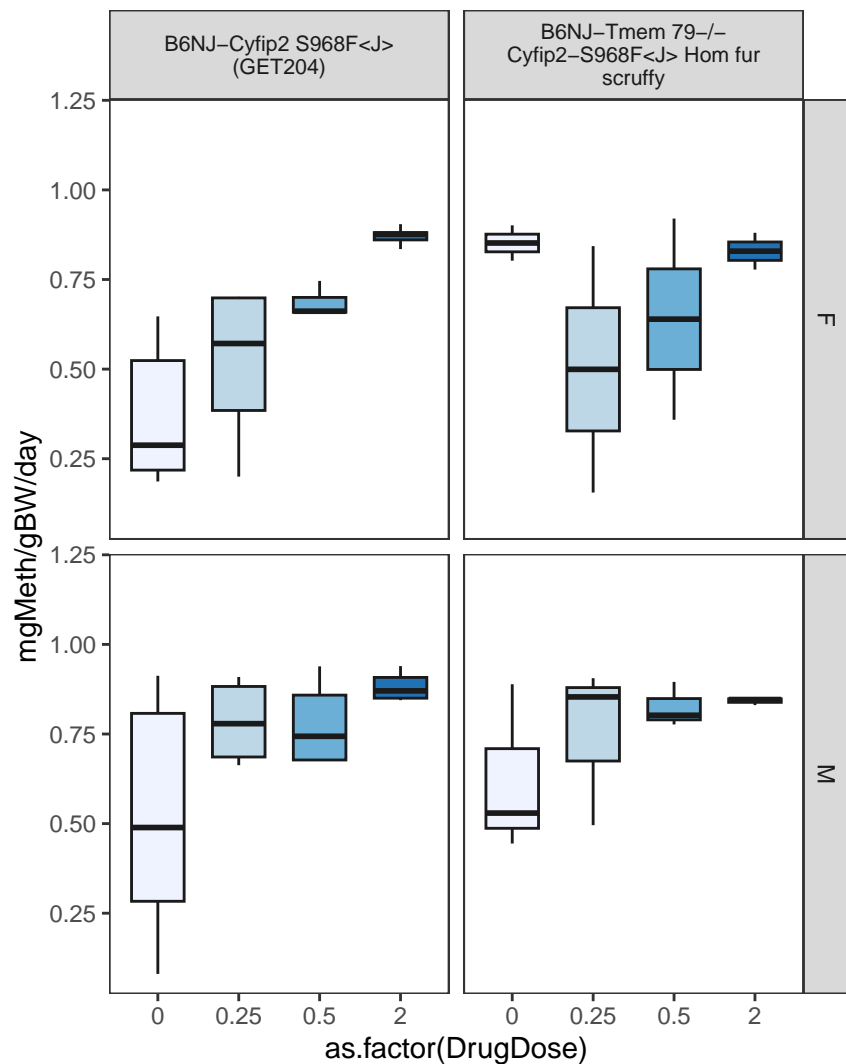 B6NJ−Cyfip2 S968F<J>
(GET204)
B6NJ−Tmem 79−/−
Cyfip2−S968F<J> Hom fur
scruffy
1.25
1.00
0.75
0.50
0.25
F
1.25
1.00
0.75
0.50
0.25
M
mgMeth/gBW/day
0 0.25 0.5 2
0 0.25 0.5 2
as.factor(DrugDose)